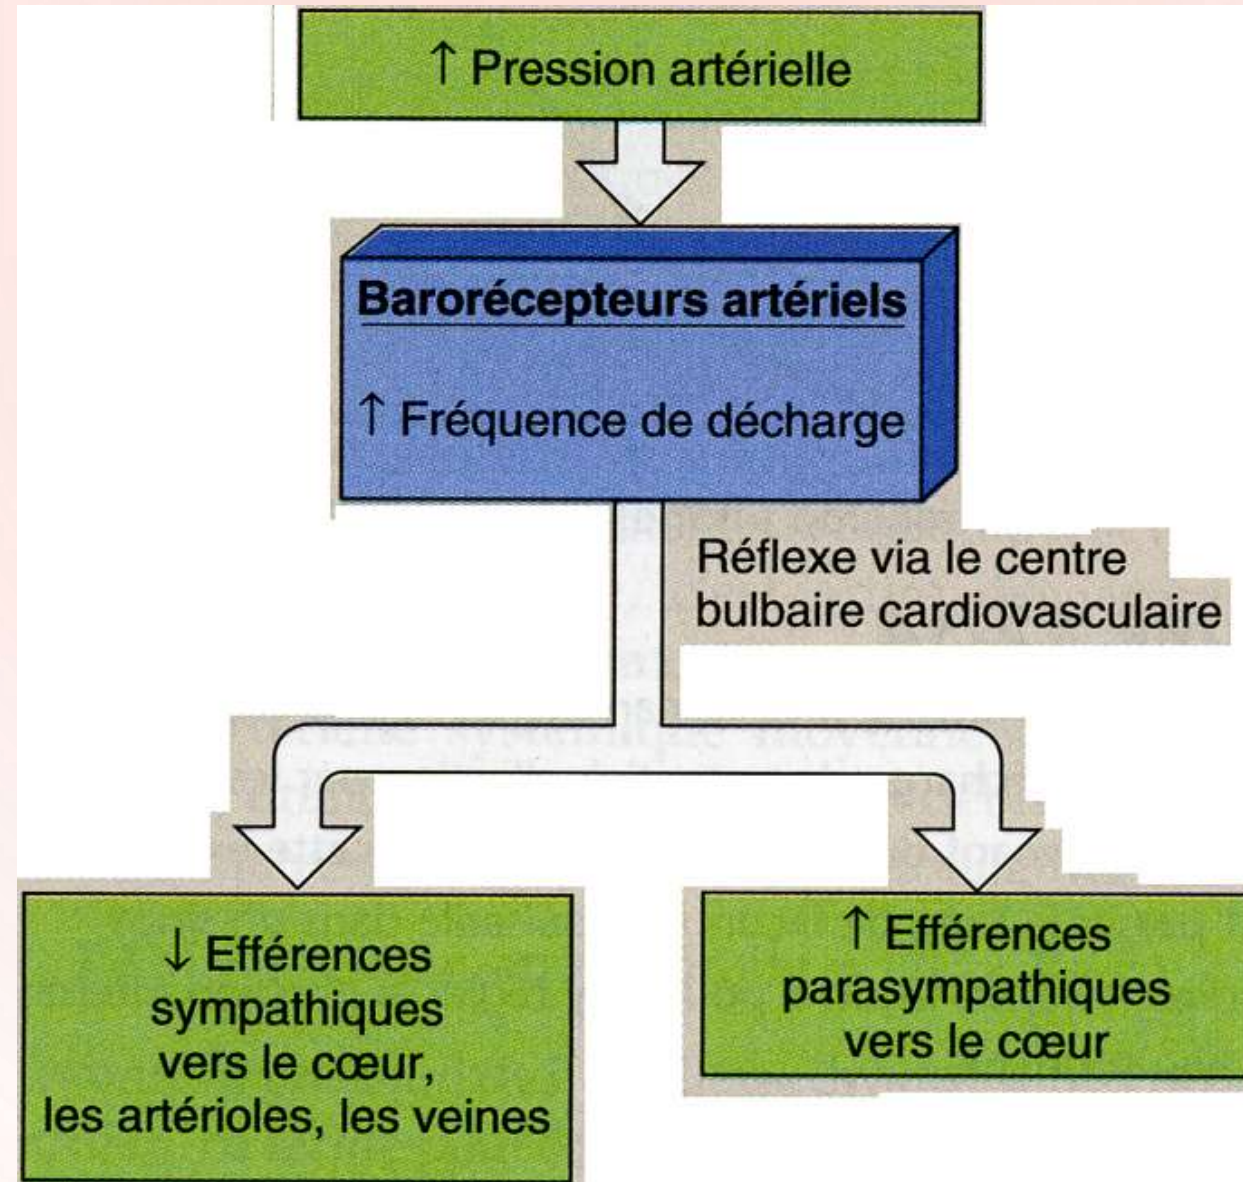 ↑ Pression artérielle
Barorécepteurs artériels
↑ Fréquence de décharge
Réflexe via le centre
bulbaire cardiovasculaire
↓ Efférences
sympathiques
vers le cœur,
les artérioles, les veines
↑ Efférences
parasympathiques
vers le cœur